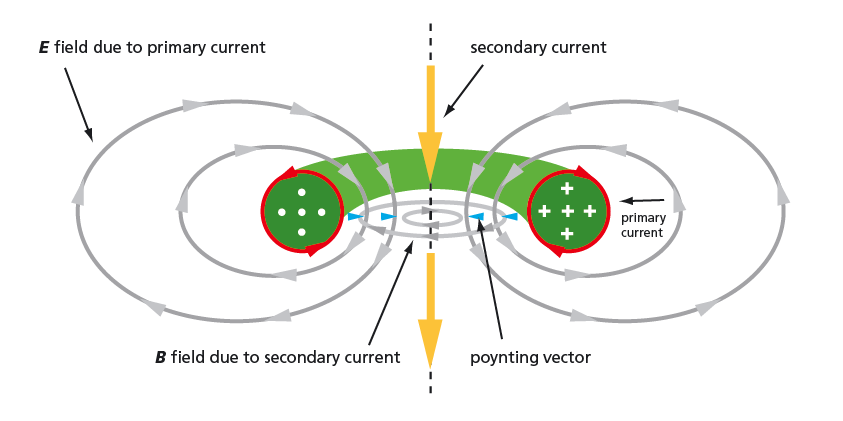 E field due to primary current
secondary current
primary
current
B field due to secondary current
poynting vector